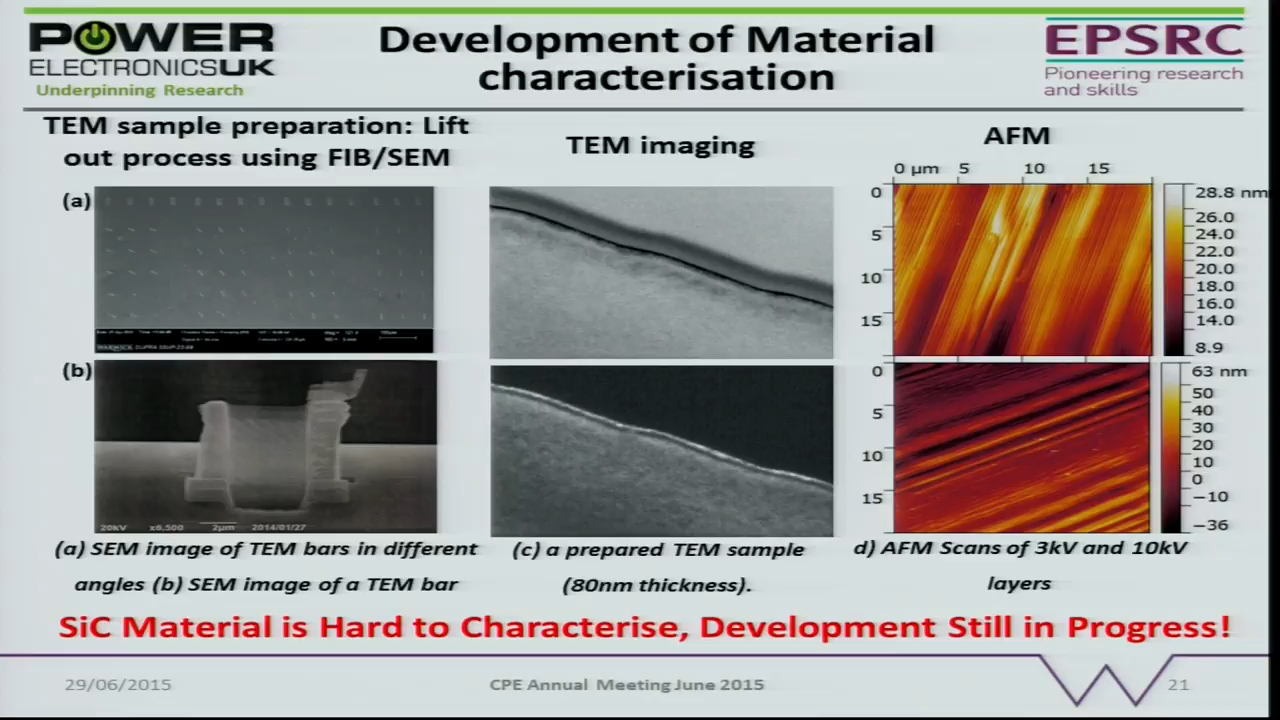 POWER
ELECTRONICSUK
Underpinning Research
Development of Material
characterisation
EPSRC
Pioneering research
and skills
TEM sample preparation: Lift
out process using FIB/SEM
TEM imaging
AFM
(a)
(b)
20kV x6,500 2µm 2014/01/27
0 µm 5 10 15
0
5
10
15
28.8 nm
26.0
24.0
22.0
20.0
18.0
16.0
14.0
8.9
0
5
10
15
63 nm
50
40
30
20
10
0
−10
−36
(a) SEM image of TEM bars in different
angles (b) SEM image of a TEM bar
(c) a prepared TEM sample
(80nm thickness).
d) AFM Scans of 3kV and 10kV
layers
SiC Material is Hard to Characterise, Development Still in Progress!
29/06/2015
CPE Annual Meeting June 2015
21